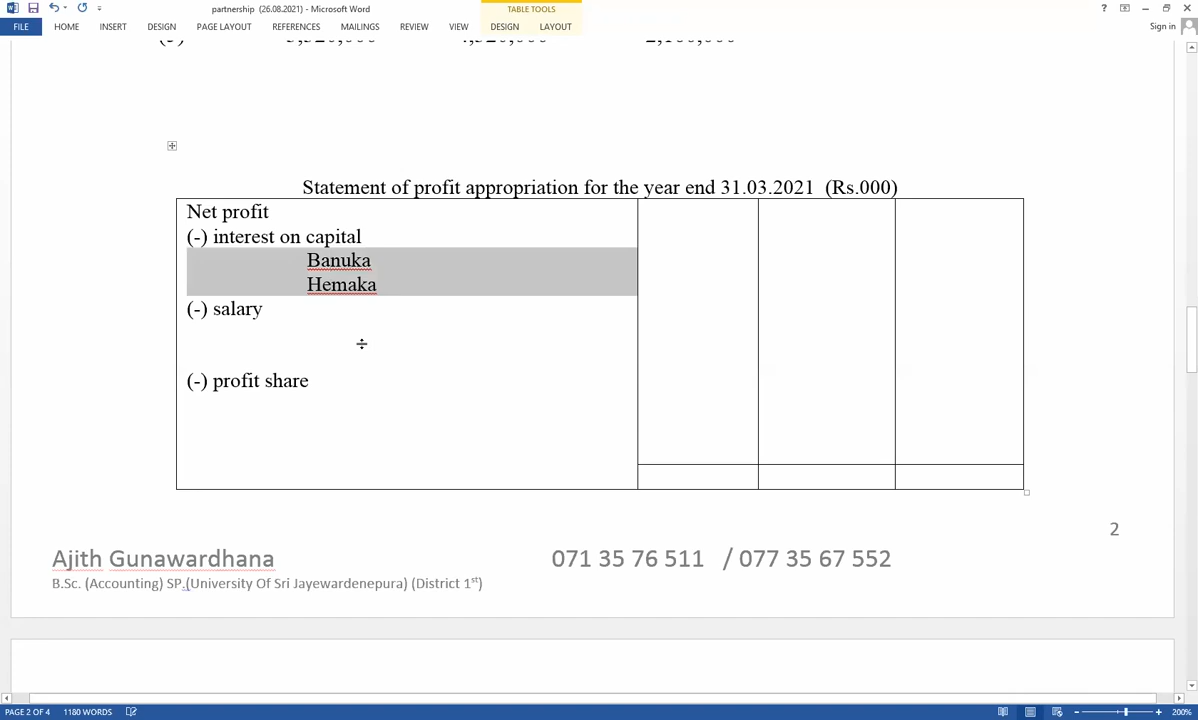 partnership (26.08.2021) - Microsoft Word
TABLE TOOLS
?
FILE HOME INSERT DESIGN PAGE LAYOUT REFERENCES MAILINGS REVIEW VIEW DESIGN LAYOUT
Sign in
Statement of profit appropriation for the year end 31.03.2021 (Rs.000)
Net profit
(-) interest on capital
Banuka
Hemaka
(-) salary
(-) profit share
2
Ajith Gunawardhana 071 35 76 511 / 077 35 67 552
B.Sc. (Accounting) SP.(University Of Sri Jayewardenepura) (District 1st)
PAGE 2 OF 4 1180 WORDS 200%